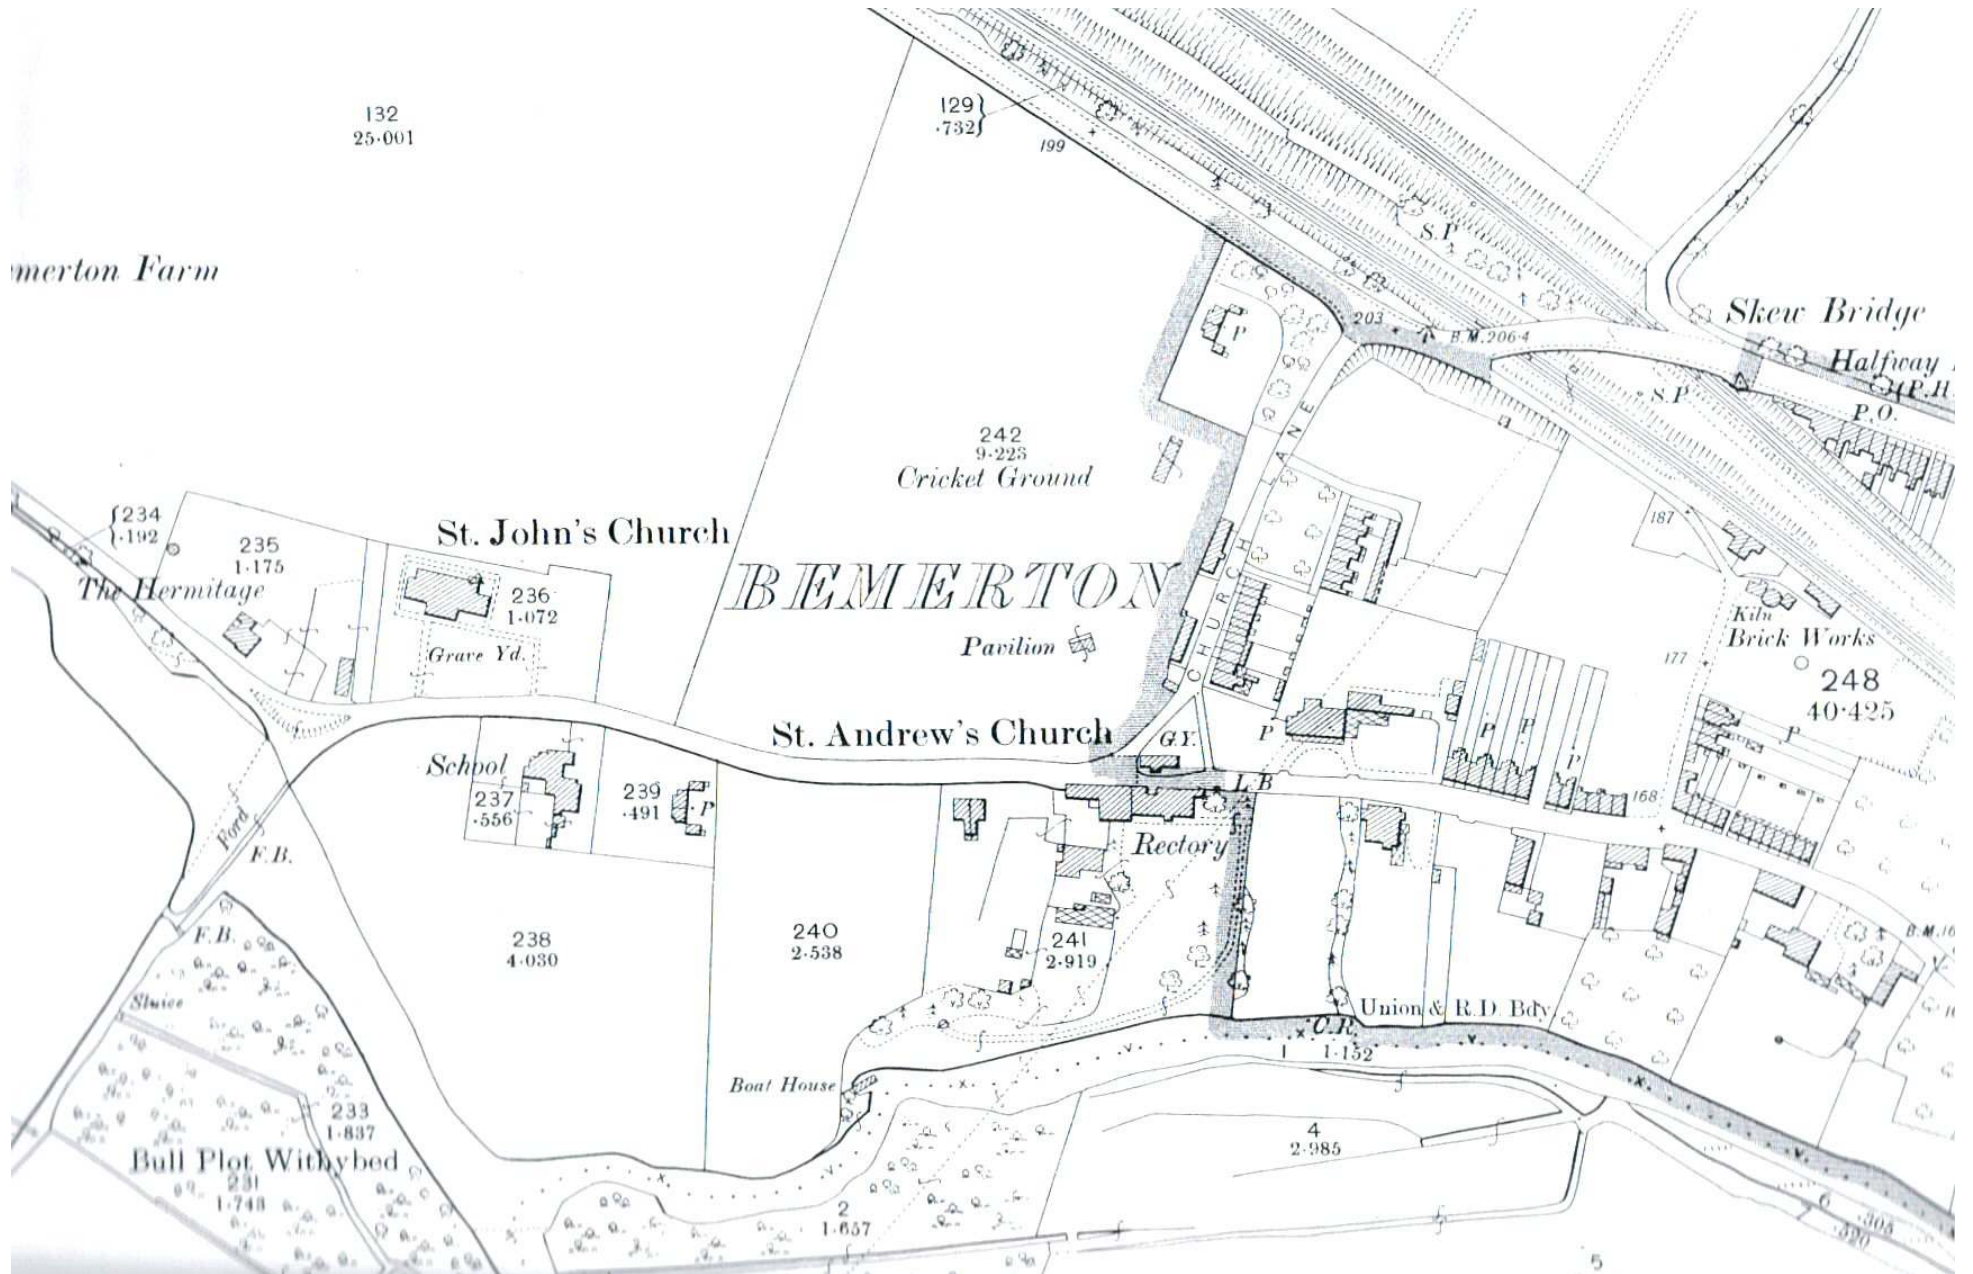 132
25·001
129
·732
199
merton Farm
S.P.
Skew Bridge
203
B.M.206·4
P
Halfway
(P.H
P.O.
S.P
242
9·223
Cricket Ground
CHURCH LANE
187
234
·192
235
1·175
St. John's Church
The Hermitage
236
1·072
Grave Yd.
BEMERTON
Pavilion
Kiln
Brick Works
177
248
40·425
St. Andrew's Church
G.Y.
P
P
P
P
P
School
237
·556
239
·491
P
L.B
168
Ford
F.B.
Rectory
F.B.
238
4·030
240
2·538
241
2·919
B.M.16
Sluice
Union & R.D. Bdy
C.R.
1
1·152
Boat House
233
1·837
4
2·985
Bull Plot Withybed
231
1·743
2
1·657
6
·305
·520
5